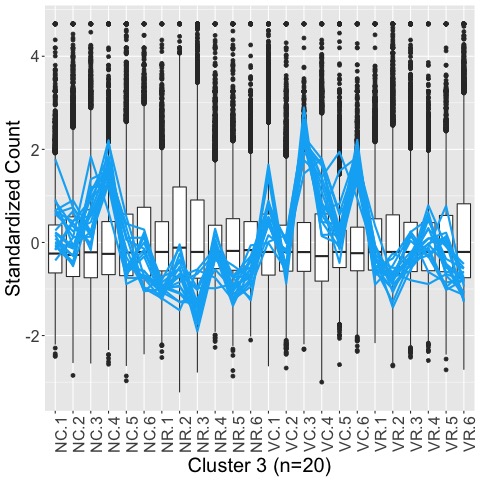 Standardized Count
4
2
0
-2
NC.1
NC.2
NC.3
NC.4
NC.5
NC.6
NR.1
NR.2
NR.3
NR.4
NR.5
NR.6
VC.1
VC.2
VC.3
VC.4
VC.5
VC.6
VR.1
VR.2
VR.3
VR.4
VR.5
VR.6
Cluster 3 (n=20)